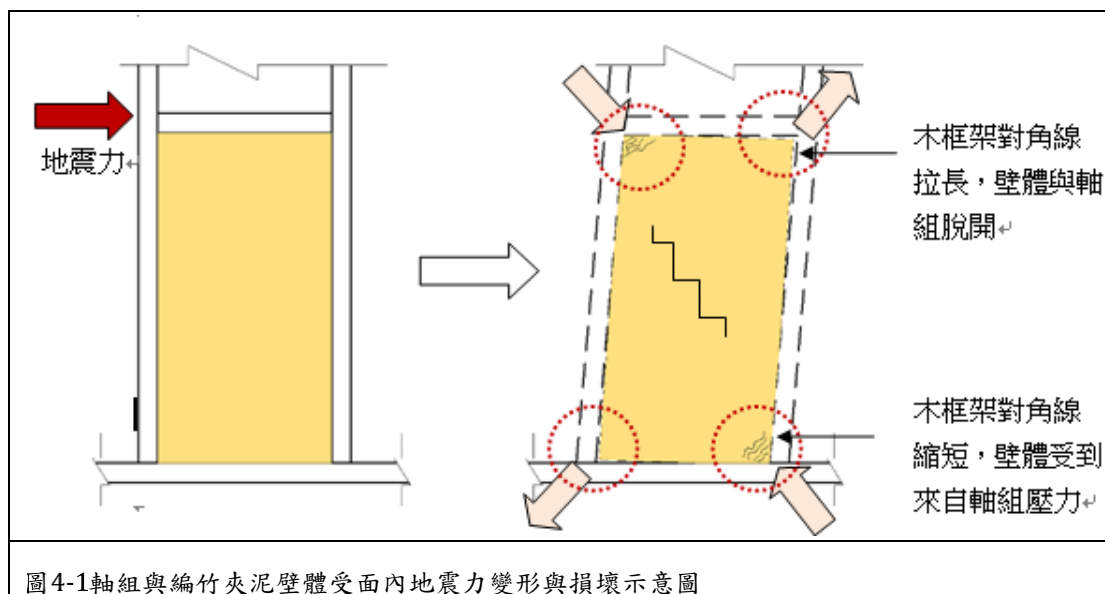 地震力↵
木框架對角線
拉長，壁體與軸
組脫開↵
木框架對角線
縮短，壁體受到
來自軸組壓力↵
圖4-1軸組與編竹夾泥壁體受面內地震力變形與損壞示意圖